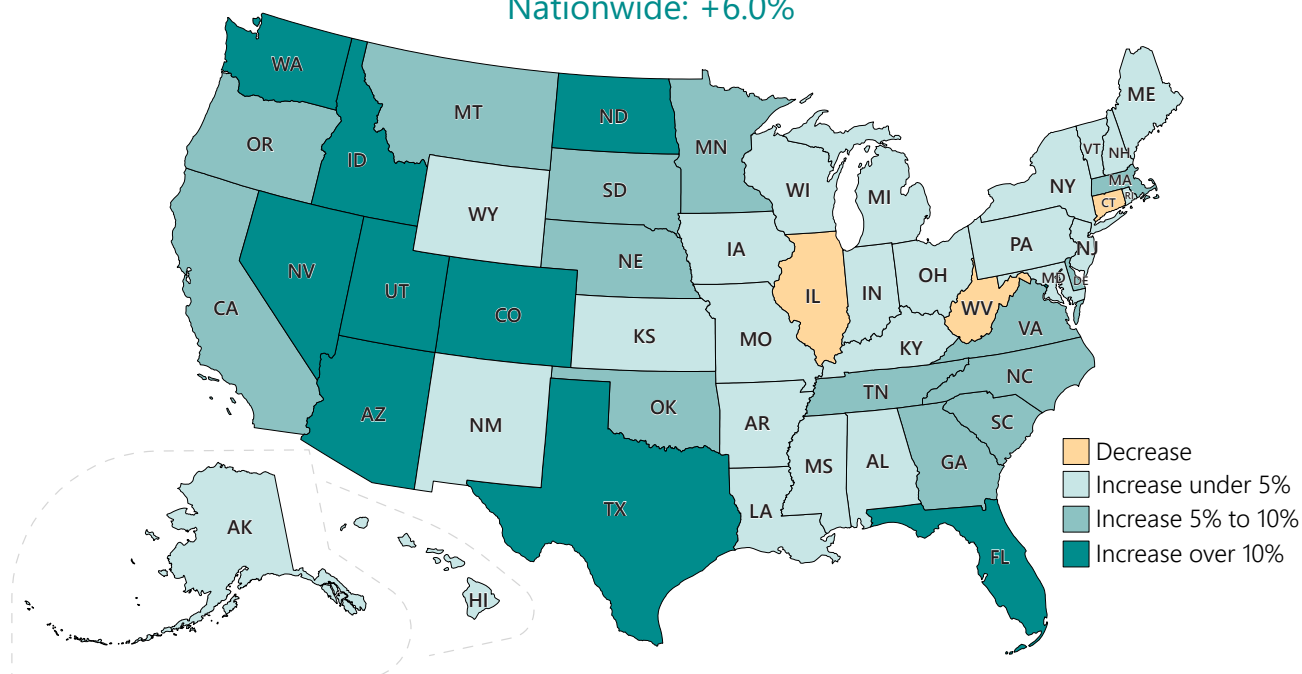 Nationwide: +6.0%
WA
MT
ND
MN
ME
OR
ID
SD
WI
MI
VT
NH
NY
MA
CT
RI
WY
IA
NE
PA
NJ
NV
UT
CO
IL
IN
OH
MD
DE
WV
CA
KS
MO
KY
VA
AZ
NM
OK
AR
TN
NC
SC
MS
AL
GA
TX
LA
FL
AK
HI
Decrease
Increase under 5%
Increase 5% to 10%
Increase over 10%